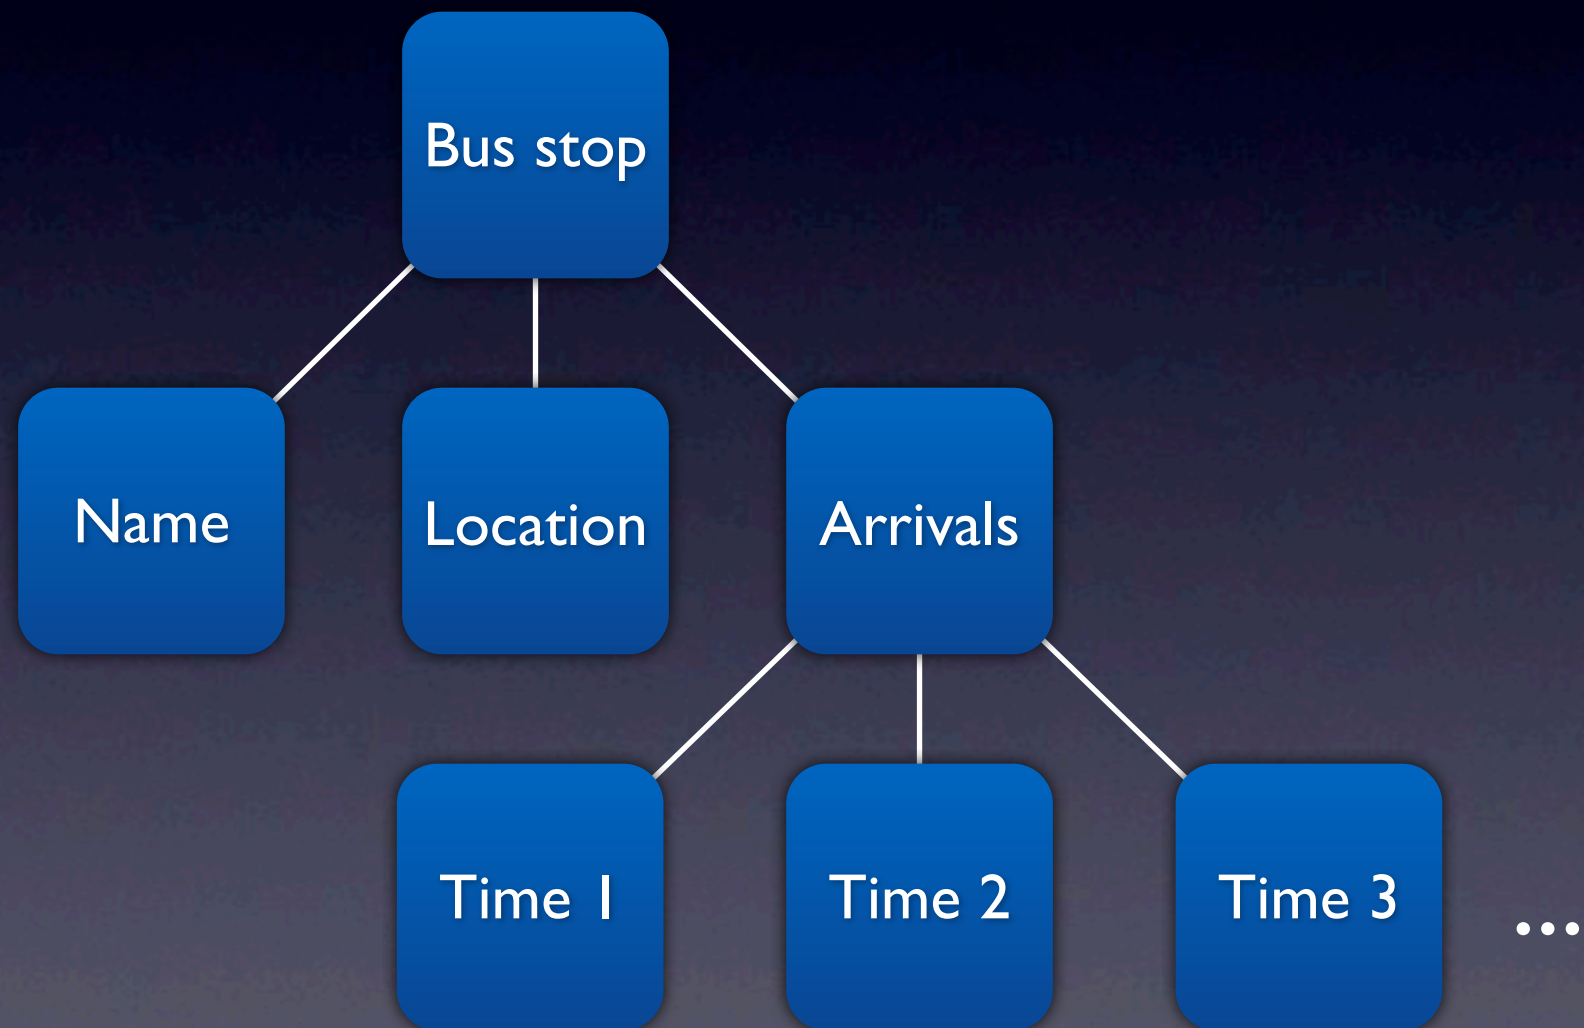 Bus stop
Name
Location
Arrivals
Time 1
Time 2
Time 3
...